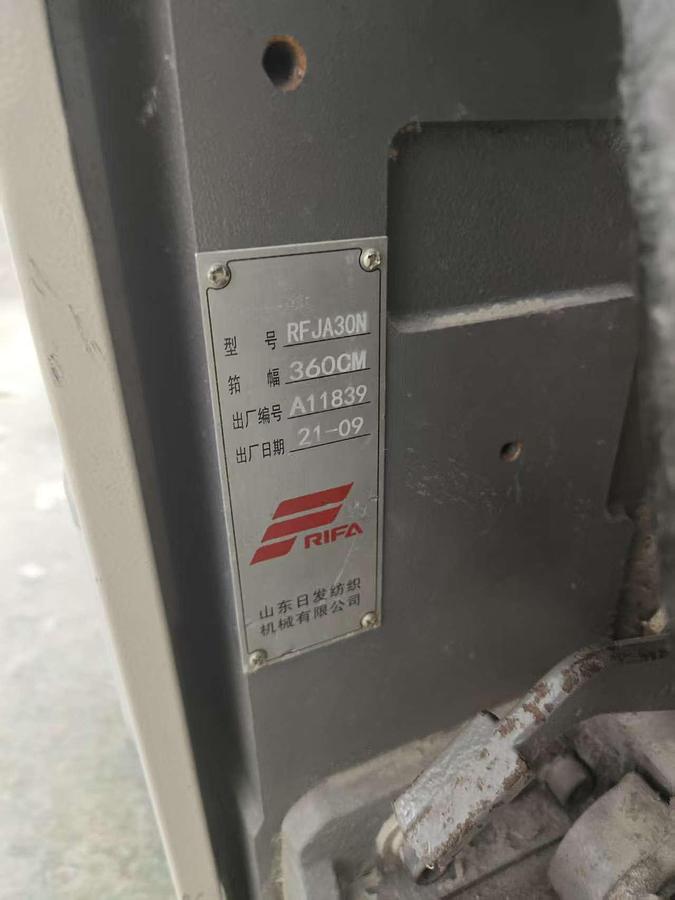 型号 RFJA30N
筘幅 360CM
出厂编号 A11839
出厂日期 21-09
RIFA
山东日发纺织
机械有限公司